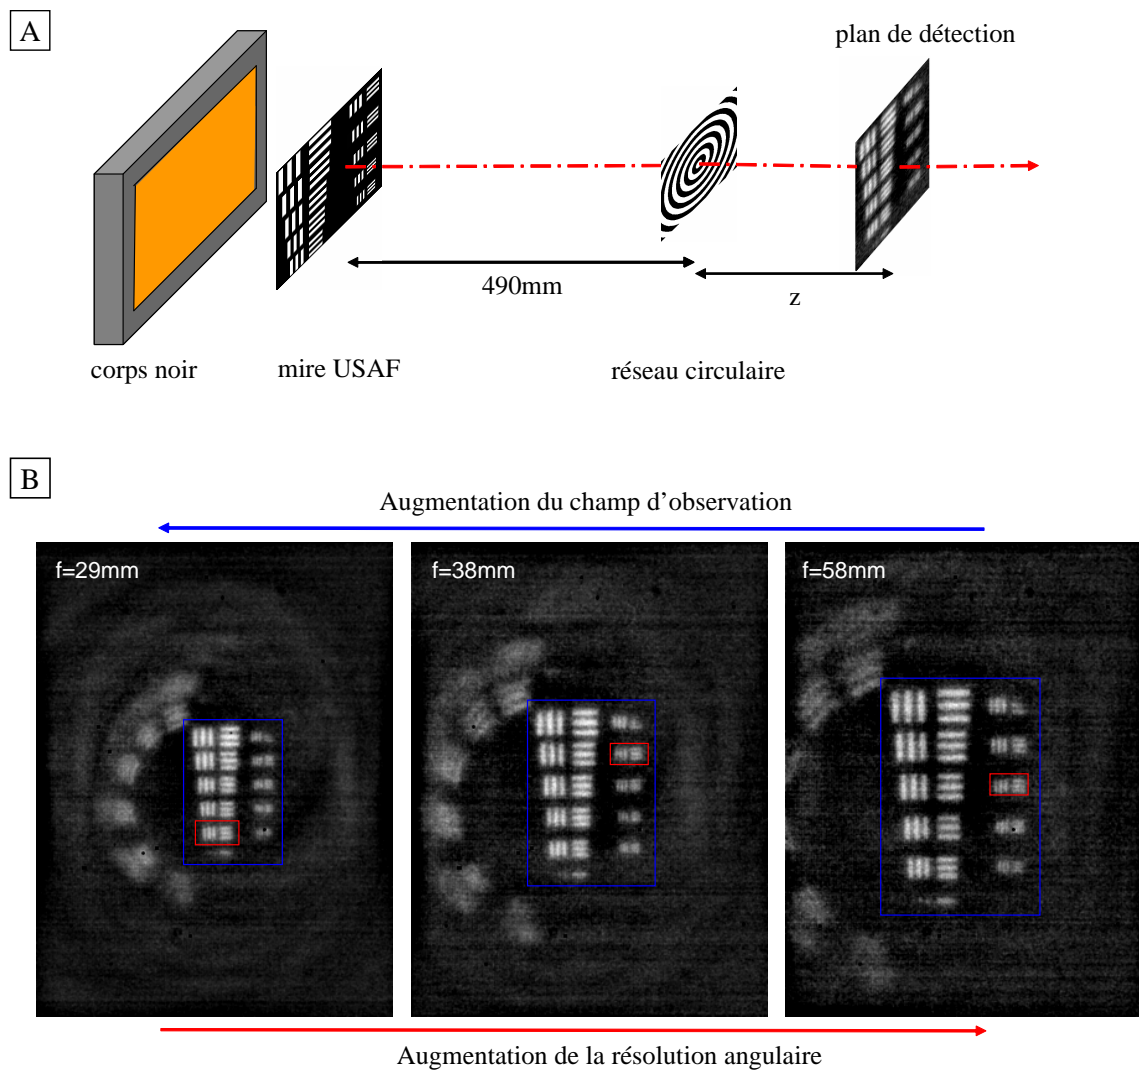 A
plan de détection
490mm
z
corps noir
mire USAF
réseau circulaire
B
Augmentation du champ d’observation
f=29mm
f=38mm
f=58mm
Augmentation de la résolution angulaire